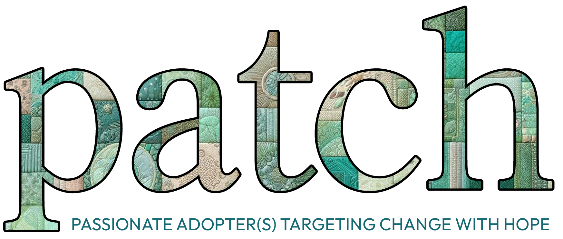 patch
PASSIONATE ADOPTER(S) TARGETING CHANGE WITH HOPE